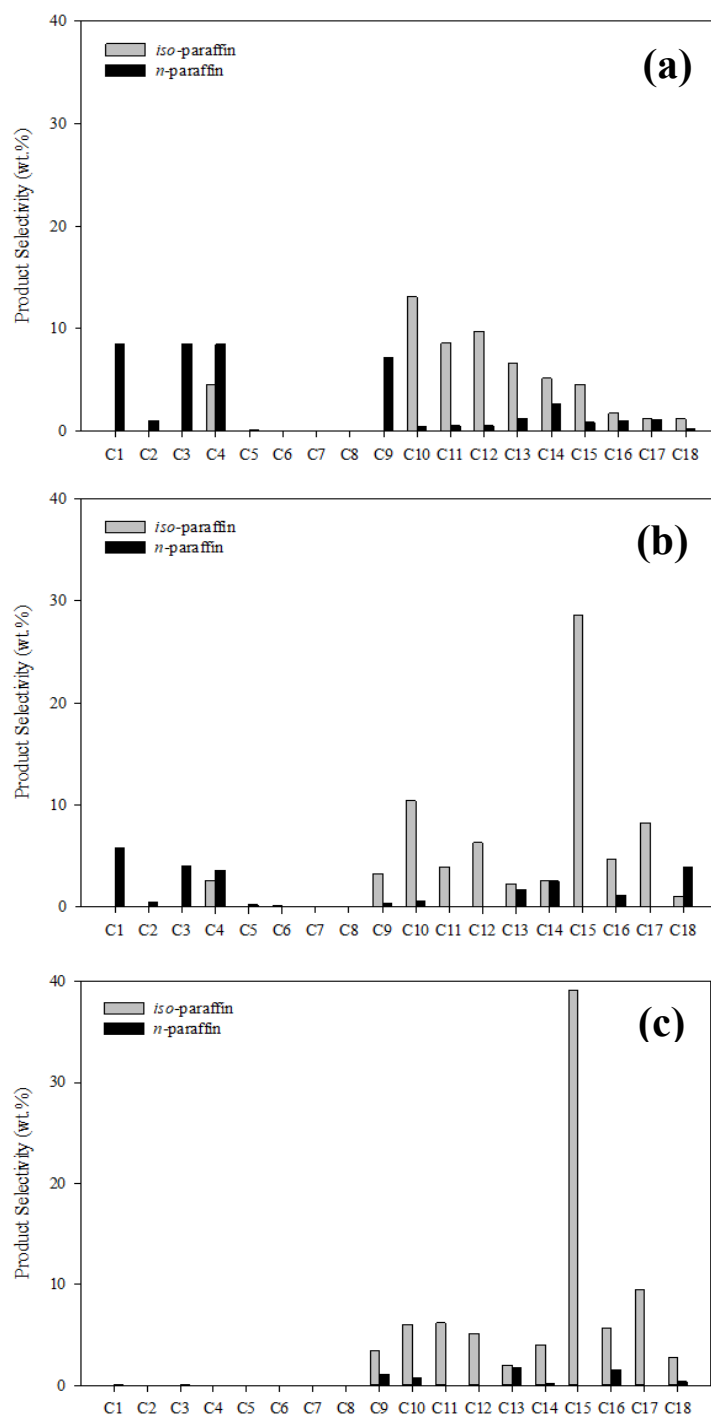 40
iso-paraffin
n-paraffin
(a)
30
20
10
0
Product Selectivity (wt.%)
C1 C2 C3 C4 C5 C6 C7 C8 C9 C10 C11 C12 C13 C14 C15 C16 C17 C18
40
iso-paraffin
n-paraffin
(b)
30
20
10
0
Product Selectivity (wt.%)
C1 C2 C3 C4 C5 C6 C7 C8 C9 C10 C11 C12 C13 C14 C15 C16 C17 C18
40
iso-paraffin
n-paraffin
(c)
30
20
10
0
Product Selectivity (wt.%)
C1 C2 C3 C4 C5 C6 C7 C8 C9 C10 C11 C12 C13 C14 C15 C16 C17 C18